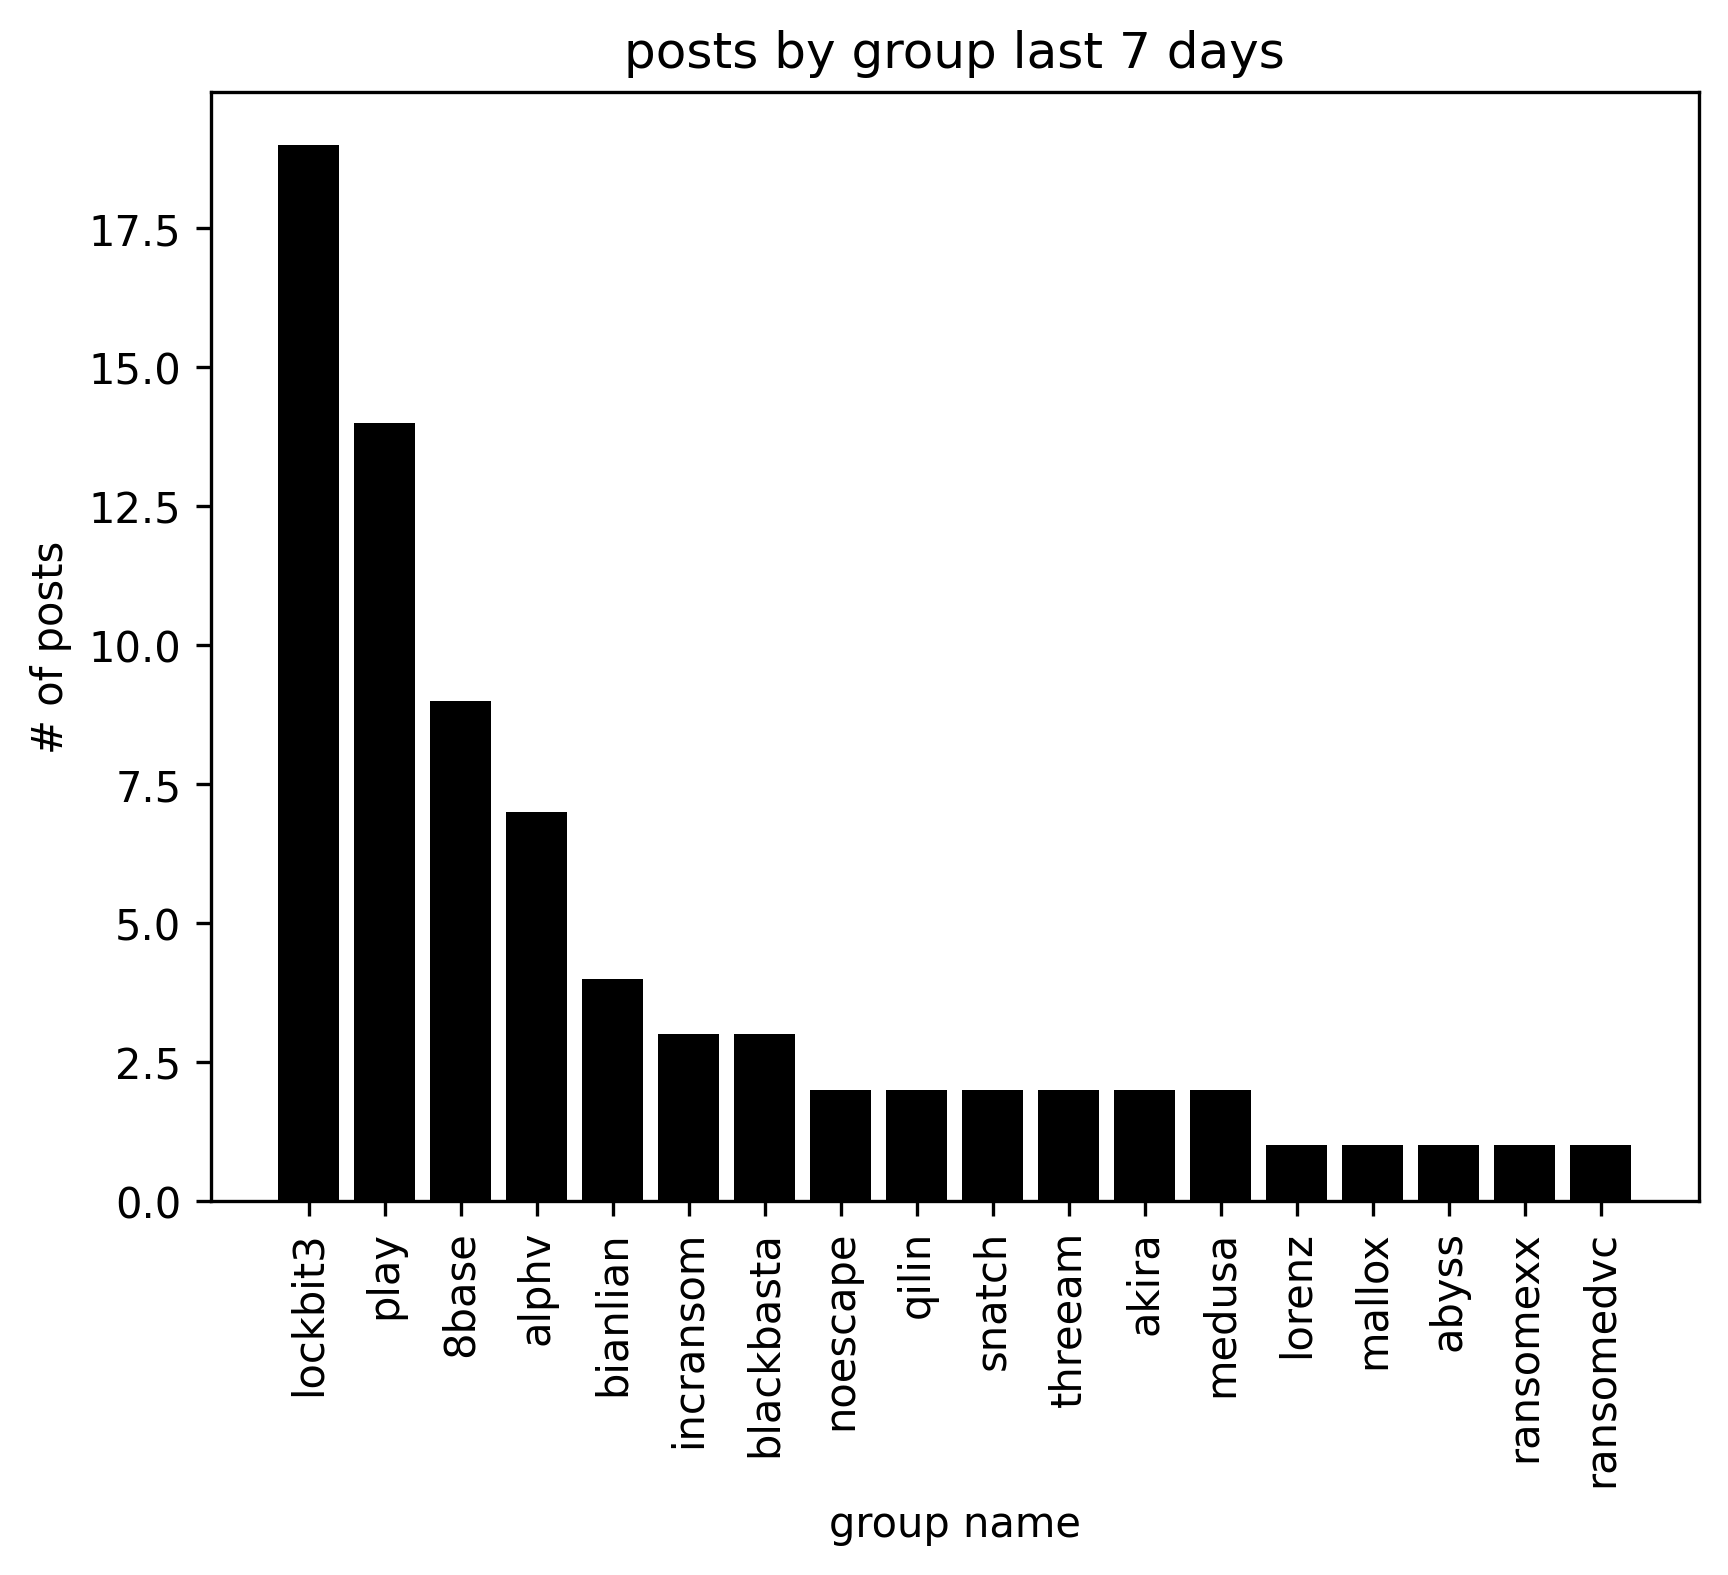 posts by group last 7 days
# of posts
17.5
15.0
12.5
10.0
7.5
5.0
2.5
0.0
lockbit3
play
8base
alphv
bianlian
incransom
blackbasta
noescape
qilin
snatch
threeam
akira
medusa
lorenz
mallox
abyss
ransomexx
ransomedvc
group name